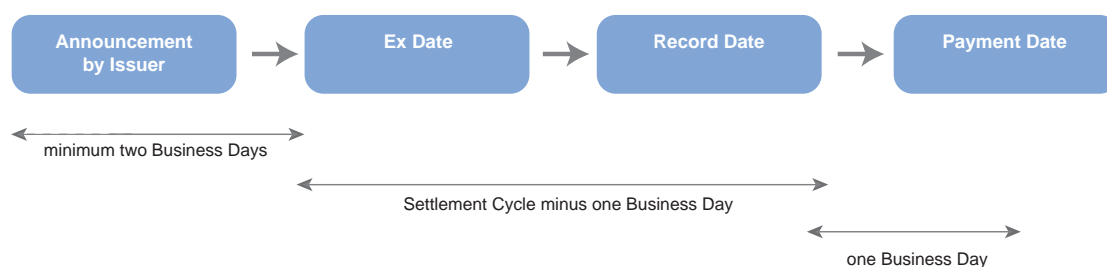 Announcement
by Issuer
Ex Date
Record Date
Payment Date
minimum two Business Days
Settlement Cycle minus one Business Day
one Business Day